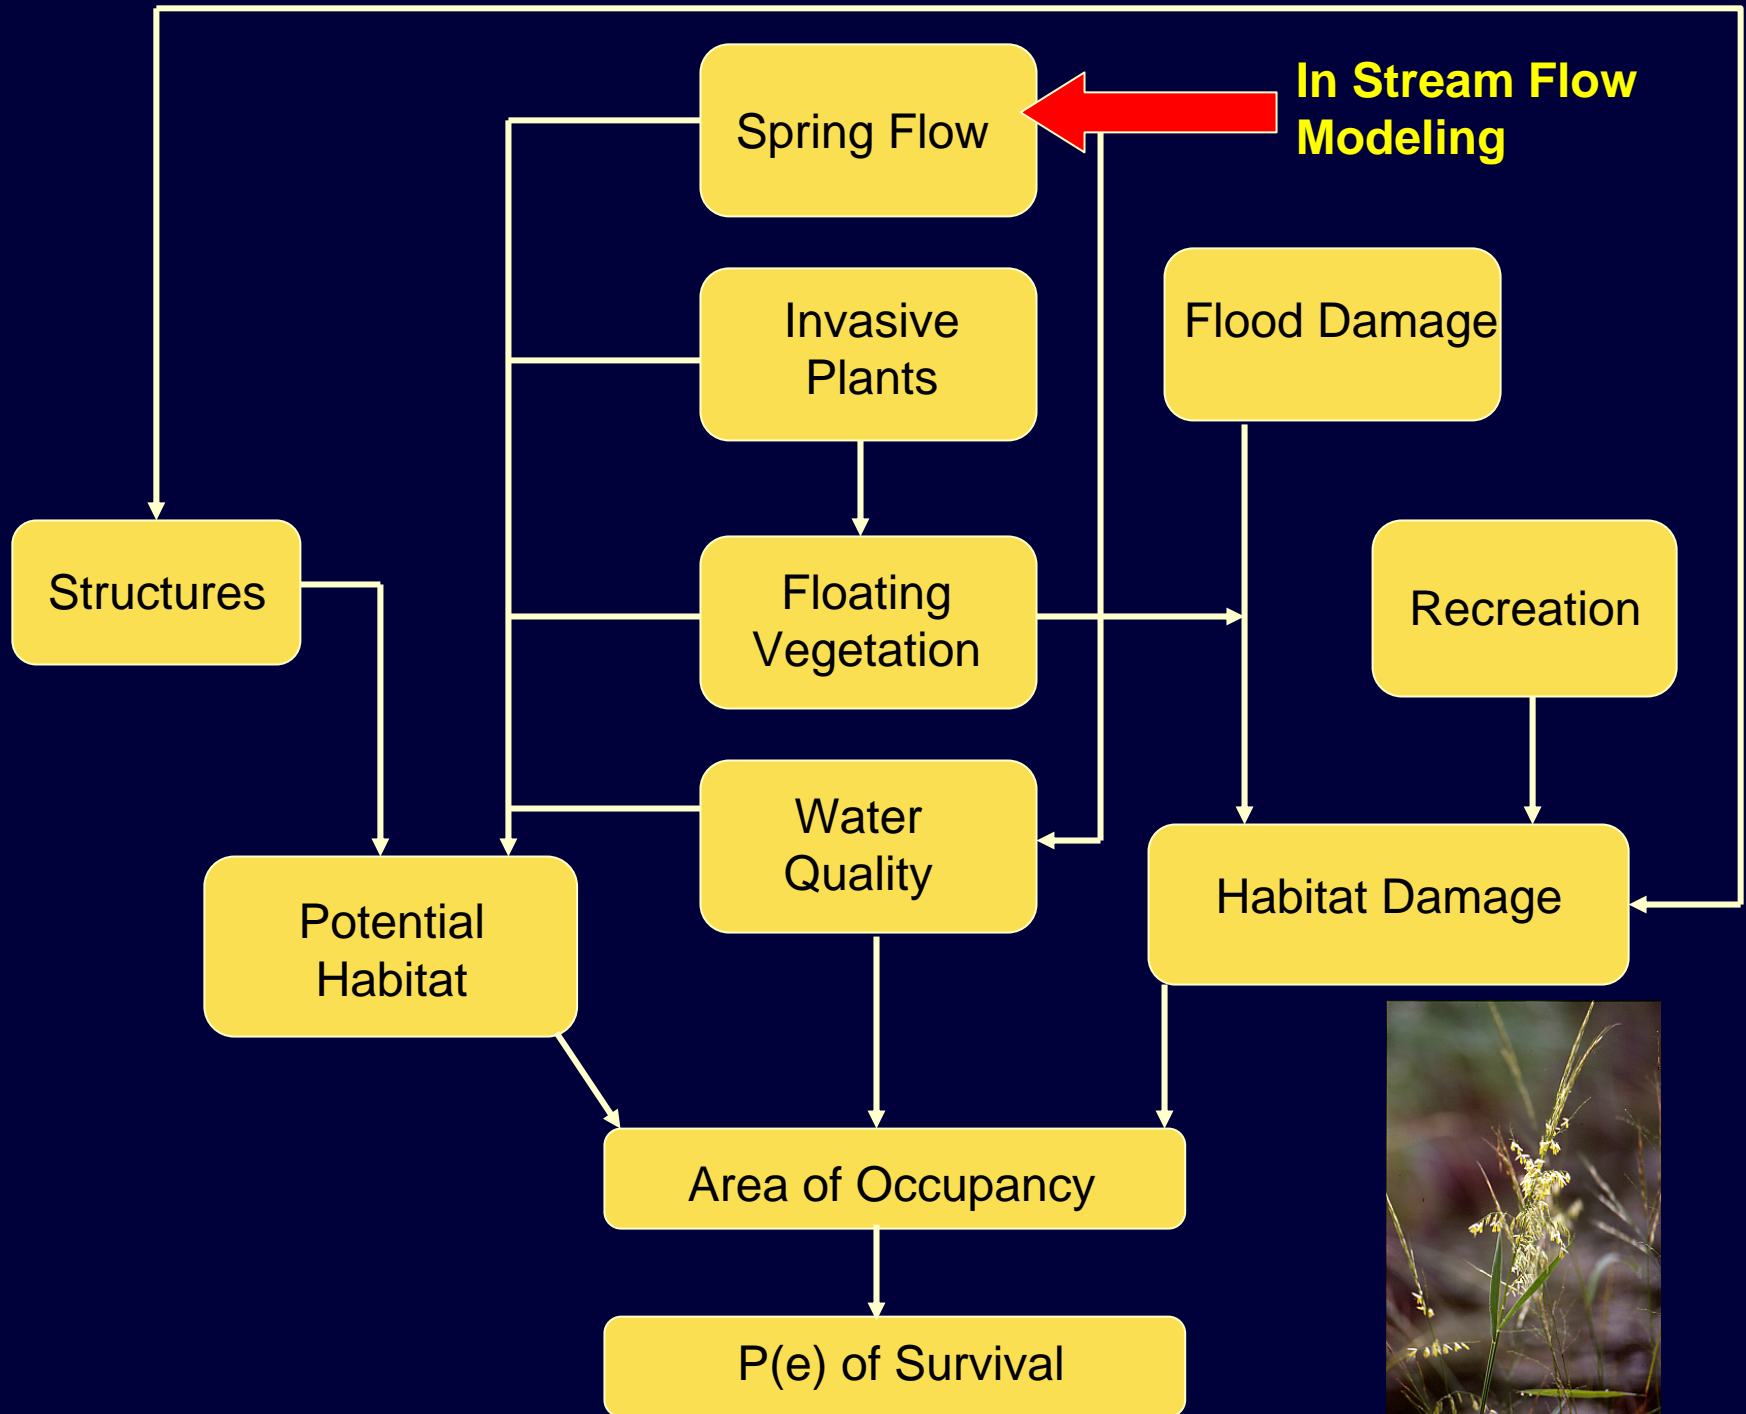 In Stream Flow
Modeling
Spring Flow
Invasive
Plants
Flood Damage
Structures
Floating
Vegetation
Recreation
Water
Quality
Potential
Habitat
Habitat Damage
Area of Occupancy
P(e) of Survival